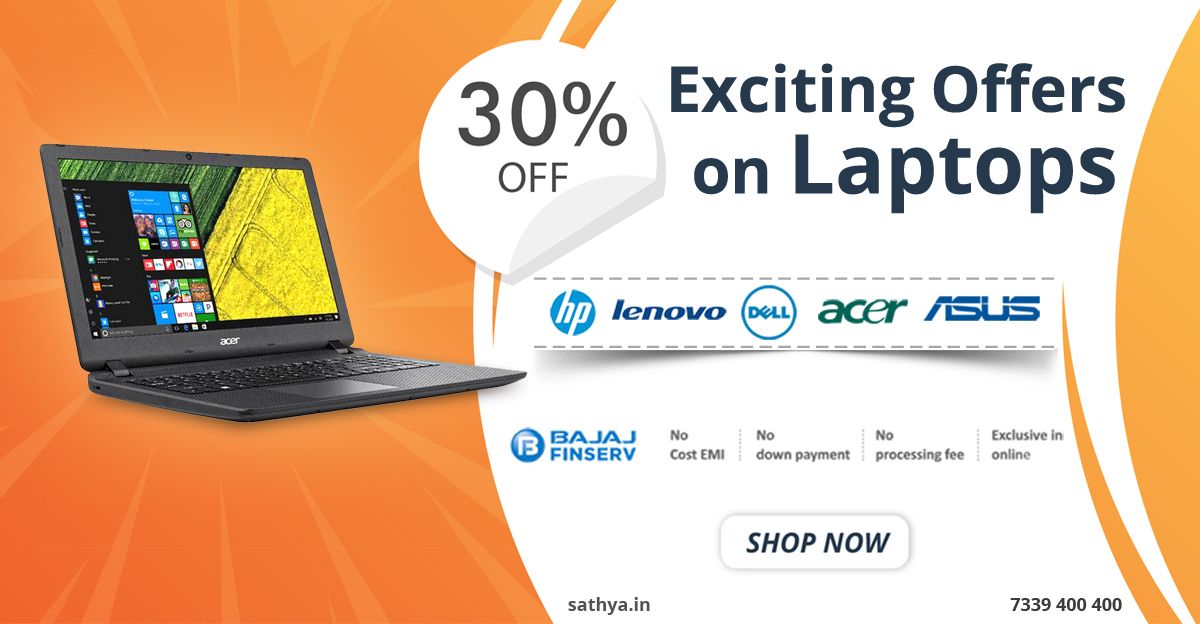 30%
OFF
Exciting Offers
on Laptops
hp lenovo DELL acer ASUS
acer
BAJAJ
FINSERV
No
Cost EMI
No
down payment
No
processing fee
Exclusive in
online
SHOP NOW
sathya.in
7339 400 400